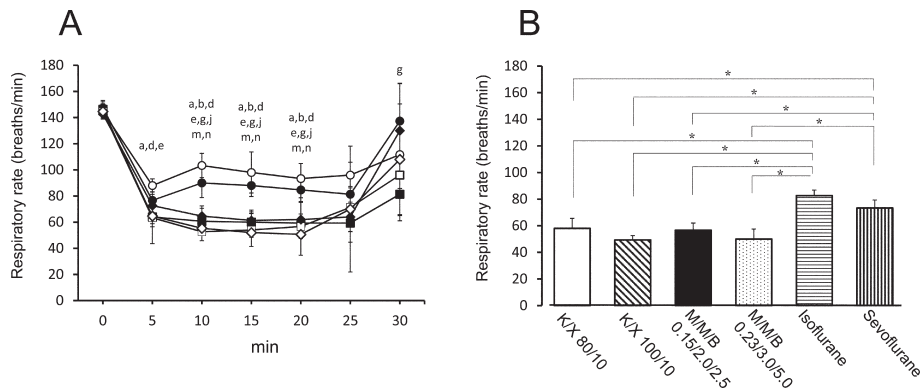 A
Respiratory rate (breaths/min)
180
160
140
120
100
80
60
40
20
0
a,d,e
a,b,d
e,g,j
m,n
a,b,d
e,g,j
m,n
a,b,d
e,g,j
m,n
g
0 5 10 15 20 25 30
min
B
Respiratory rate (breaths/min)
180
160
140
120
100
80
60
40
20
0
*
*
*
*
*
*
*
*
K/X 80/10
K/X 100/10
M/M/B
0.15/2.0/2.5
M/M/B
0.23/3.0/5.0
Isoflurane
Sevoflurane